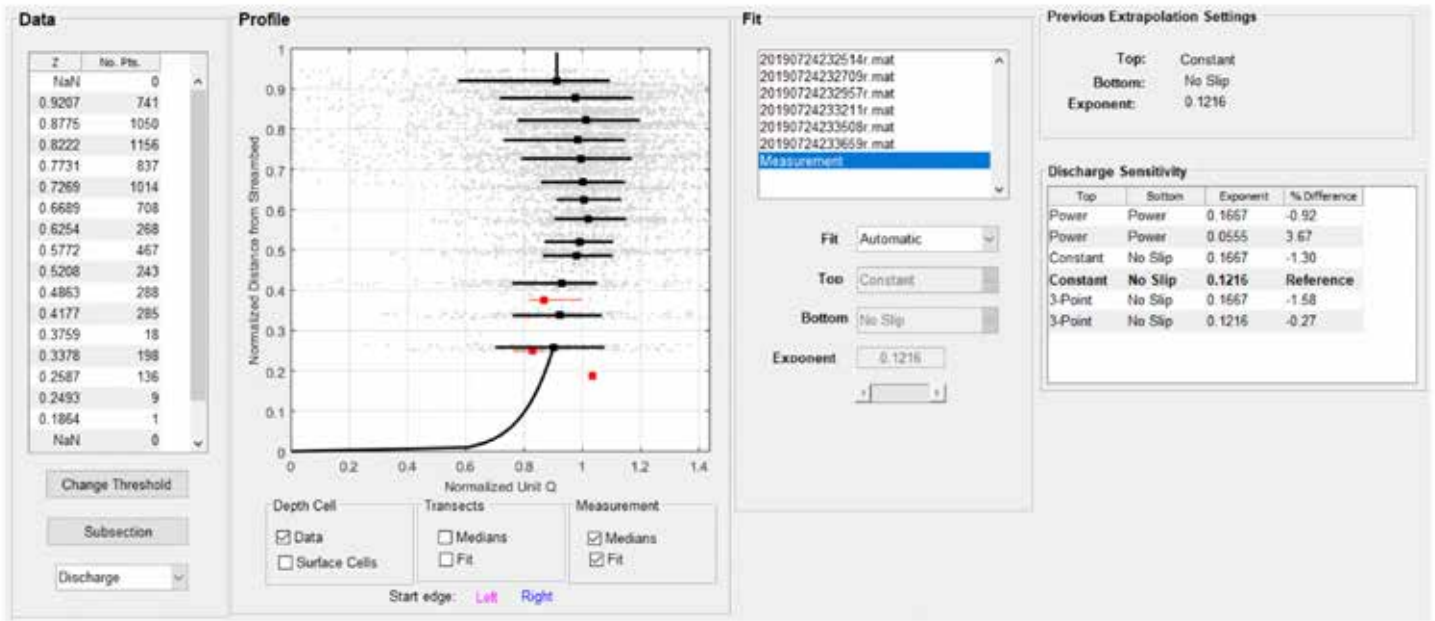 Data
Z No. Pts.
NaN 0
0.9207 741
0.8775 1050
0.8222 1156
0.7731 837
0.7269 1014
0.6689 708
0.6254 268
0.5772 467
0.5208 243
0.4863 288
0.4177 285
0.3759 18
0.3378 198
0.2587 136
0.2493 9
0.1864 1
NaN 0
Change Threshold
Subsection
Discharge
Profile
Normalized Distance from Streambed
1
0.9
0.8
0.7
0.6
0.5
0.4
0.3
0.2
0.1
0
0 0.2 0.4 0.6 0.8 1 1.2 1.4
Normalized Unit Q
Depth Cell
Data
Surface Cells
Transects
Medians
Fit
Measurement
Medians
Fit
Start edge: Left Right
Fit
20190724232514r.mat
20190724232709r.mat
20190724232957r.mat
20190724233211r.mat
20190724233508r.mat
20190724233659r.mat
Measurement
Fit Automatic
Top Constant
Bottom No Slip
Exponent 0.1216
Previous Extrapolation Settings
Top: Constant
Bottom: No Slip
Exponent: 0.1216
Discharge Sensitivity
Top Bottom Exponent % Difference
Power Power 0.1667 -0.92
Power Power 0.0555 3.67
Constant No Slip 0.1667 -1.30
Constant No Slip 0.1216 Reference
3-Point No Slip 0.1667 -1.58
3-Point No Slip 0.1216 -0.27